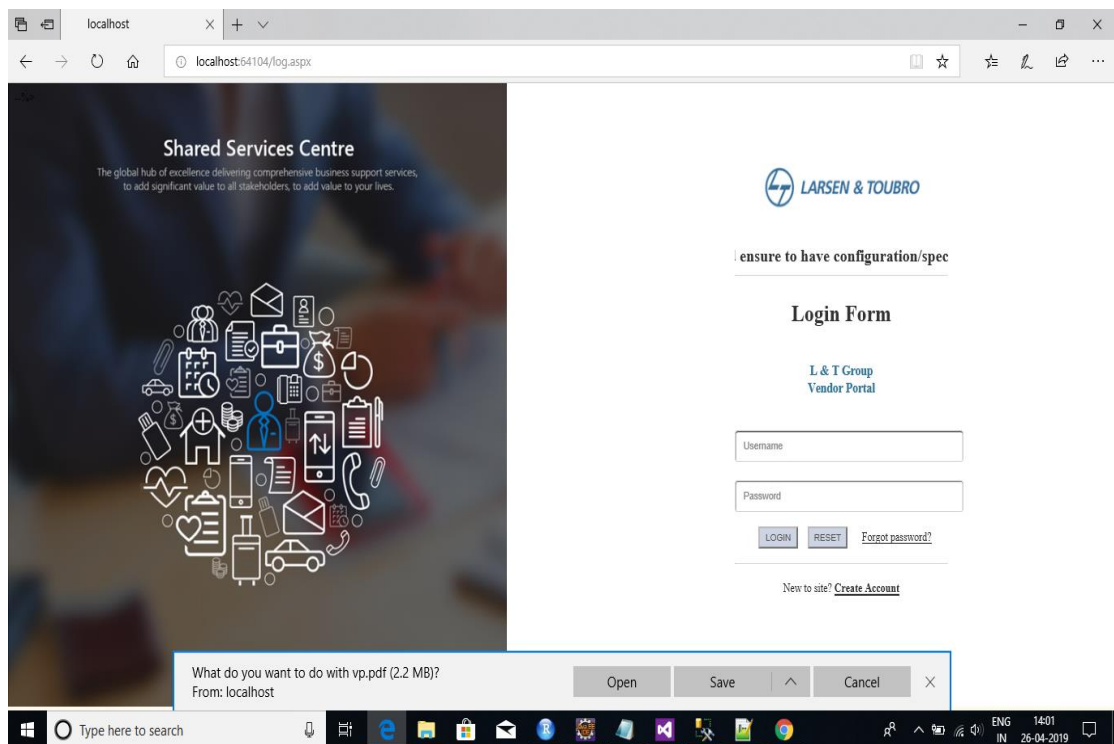 localhost
localhost:64104/log.aspx
Shared Services Centre
The global hub of excellence delivering comprehensive business support services,
to add significant value to all stakeholders, to add value to your lives.
LARSEN & TOUBRO
ensure to have configuration/spec
Login Form
L & T Group
Vendor Portal
Username
Password
LOGIN RESET Forgot password?
New to site? Create Account
What do you want to do with vp.pdf (2.2 MB)?
From: localhost
Open Save Cancel
Type here to search
ENG
IN
14:01
26-04-2019